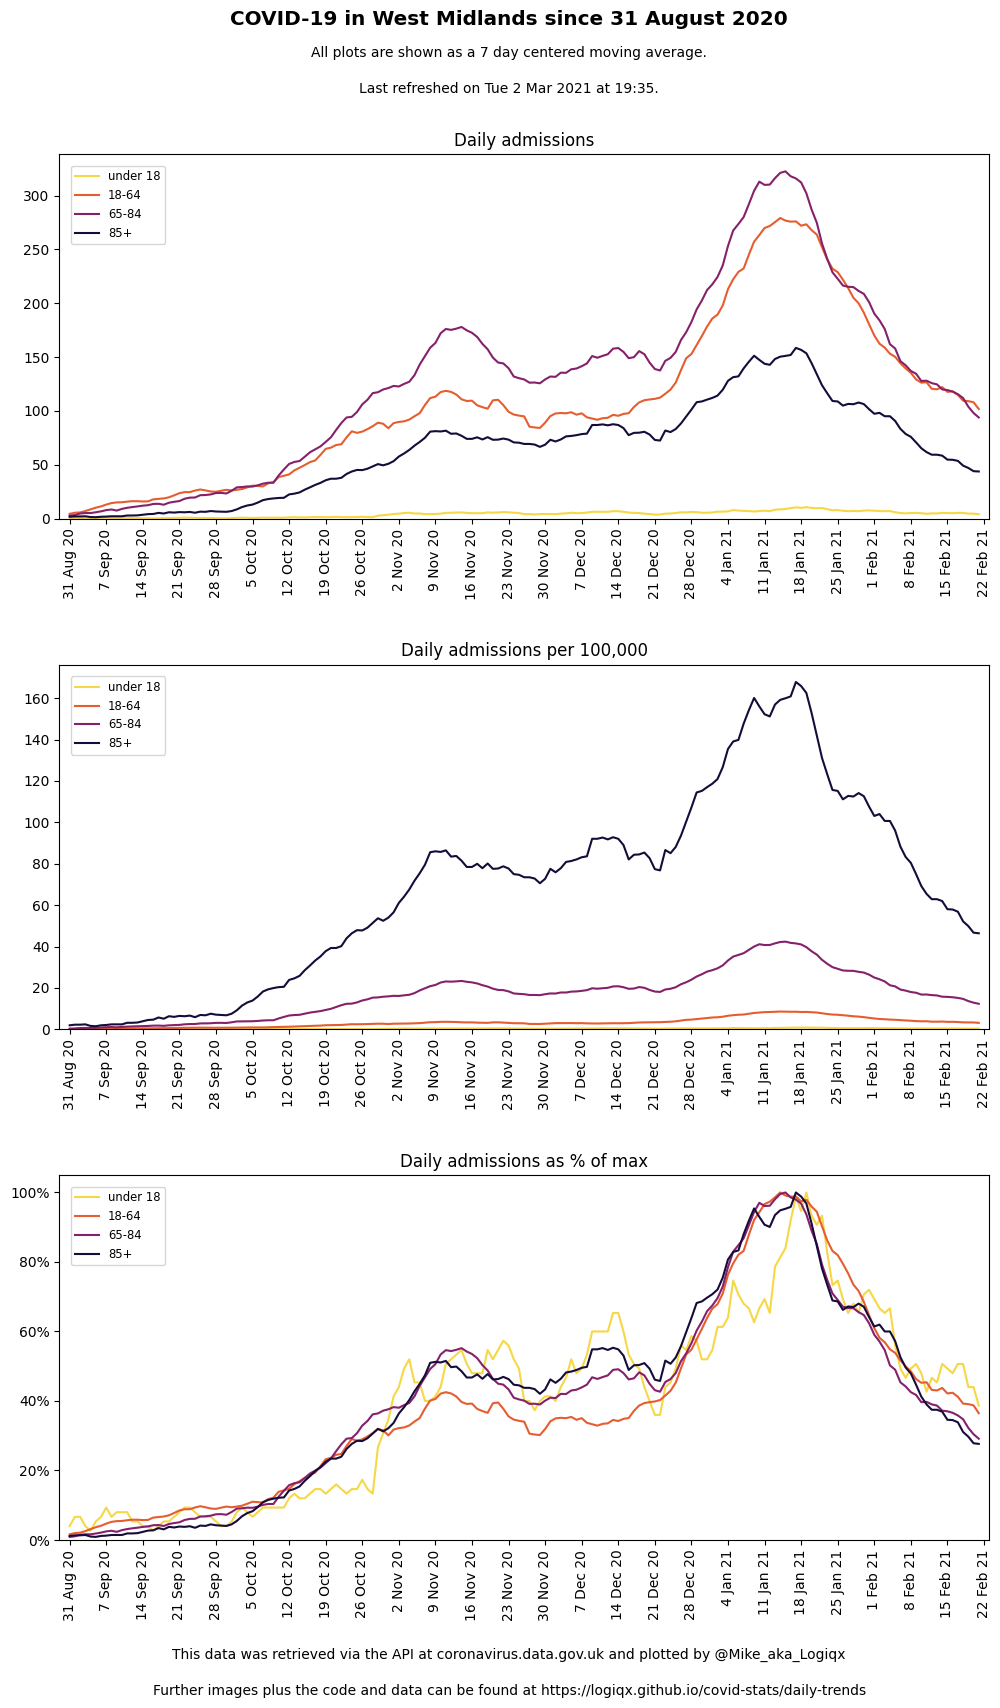 COVID-19 in West Midlands since 31 August 2020
All plots are shown as a 7 day centered moving average.
Last refreshed on Tue 2 Mar 2021 at 19:35.
Daily admissions
under 18
18-64
65-84
85+
300
250
200
150
100
50
0
31 Aug 20
7 Sep 20
14 Sep 20
21 Sep 20
28 Sep 20
5 Oct 20
12 Oct 20
19 Oct 20
26 Oct 20
2 Nov 20
9 Nov 20
16 Nov 20
23 Nov 20
30 Nov 20
7 Dec 20
14 Dec 20
21 Dec 20
28 Dec 20
4 Jan 21
11 Jan 21
18 Jan 21
25 Jan 21
1 Feb 21
8 Feb 21
15 Feb 21
22 Feb 21
Daily admissions per 100,000
under 18
18-64
65-84
85+
160
140
120
100
80
60
40
20
0
31 Aug 20
7 Sep 20
14 Sep 20
21 Sep 20
28 Sep 20
5 Oct 20
12 Oct 20
19 Oct 20
26 Oct 20
2 Nov 20
9 Nov 20
16 Nov 20
23 Nov 20
30 Nov 20
7 Dec 20
14 Dec 20
21 Dec 20
28 Dec 20
4 Jan 21
11 Jan 21
18 Jan 21
25 Jan 21
1 Feb 21
8 Feb 21
15 Feb 21
22 Feb 21
Daily admissions as % of max
under 18
18-64
65-84
85+
100%
80%
60%
40%
20%
0%
31 Aug 20
7 Sep 20
14 Sep 20
21 Sep 20
28 Sep 20
5 Oct 20
12 Oct 20
19 Oct 20
26 Oct 20
2 Nov 20
9 Nov 20
16 Nov 20
23 Nov 20
30 Nov 20
7 Dec 20
14 Dec 20
21 Dec 20
28 Dec 20
4 Jan 21
11 Jan 21
18 Jan 21
25 Jan 21
1 Feb 21
8 Feb 21
15 Feb 21
22 Feb 21
This data was retrieved via the API at coronavirus.data.gov.uk and plotted by @Mike_aka_Logiqx
Further images plus the code and data can be found at https://logiqx.github.io/covid-stats/daily-trends